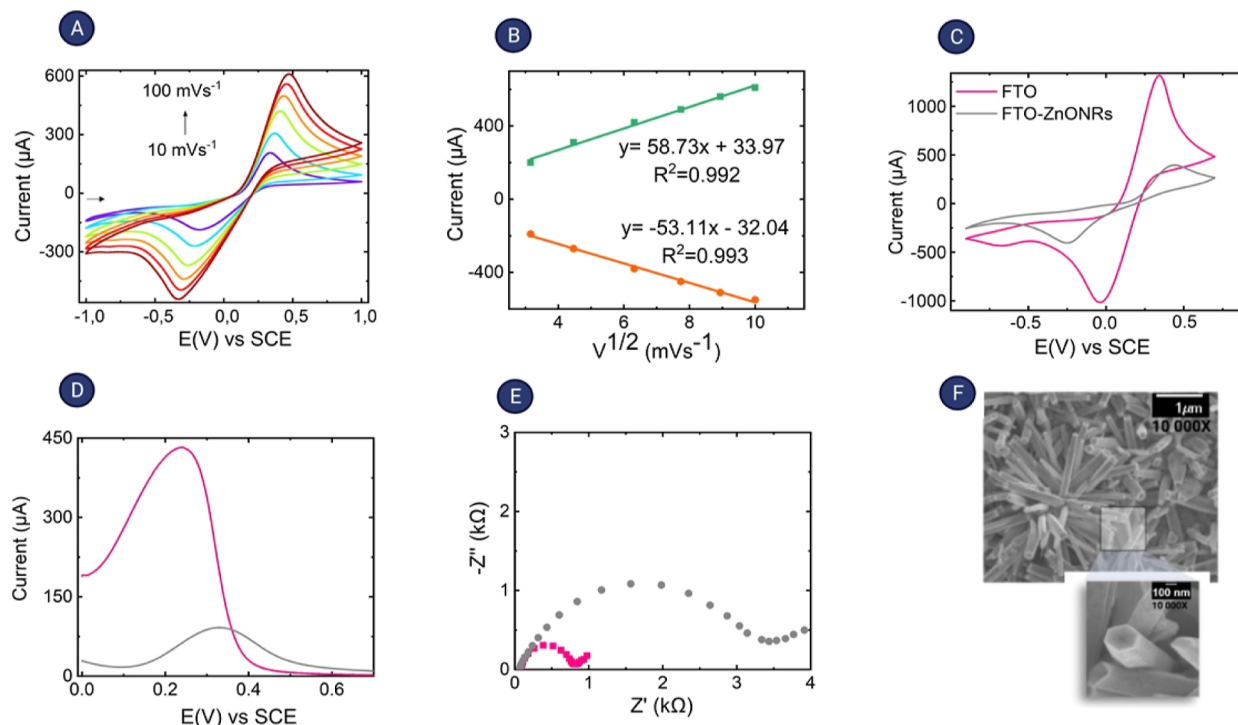 A
600
300
0
-300
Current (µA)
100 mVs⁻¹
10 mVs⁻¹
-1,0 -0,5 0,0 0,5 1,0
E(V) vs SCE
B
400
0
-400
Current (µA)
y= 58.73x + 33.97
R²=0.992
y= -53.11x - 32.04
R²=0.993
4 6 8 10
V^1/2 (mVs⁻¹)
C
FTO
FTO-ZnONRs
1000
500
0
-500
-1000
Current (µA)
-0.5 0.0 0.5
E(V) vs SCE
D
450
300
150
0
Current (µA)
0.0 0.2 0.4 0.6
E(V) vs SCE
E
3
2
1
0
-Z'' (kΩ)
0 1 2 3 4
Z' (kΩ)
F
1µm
10 000X
100 nm
10 000X